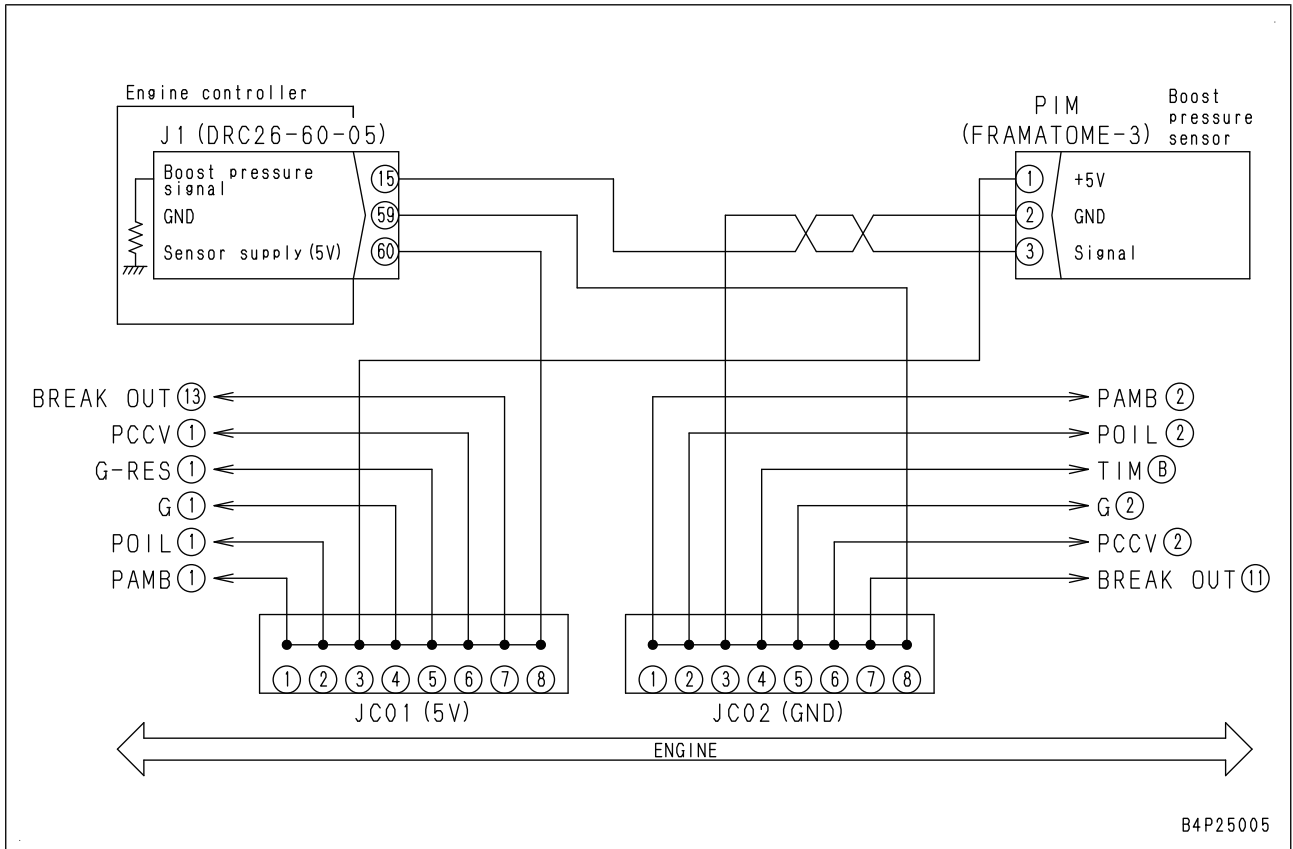 Engine controller
J1 (DRC26-60-05)
Boost pressure
signal
15
GND
59
Sensor supply (5V)
60
PIM
(FRAMATOME-3)
Boost
pressure
sensor
1
+5V
2
GND
3
Signal
BREAK OUT 13
PCCV 1
G-RES 1
G 1
POIL 1
PAMB 1
PAMB 2
POIL 2
TIM B
G 2
PCCV 2
BREAK OUT 11
1 2 3 4 5 6 7 8
JC01 (5V)
1 2 3 4 5 6 7 8
JC02 (GND)
ENGINE
B4P25005